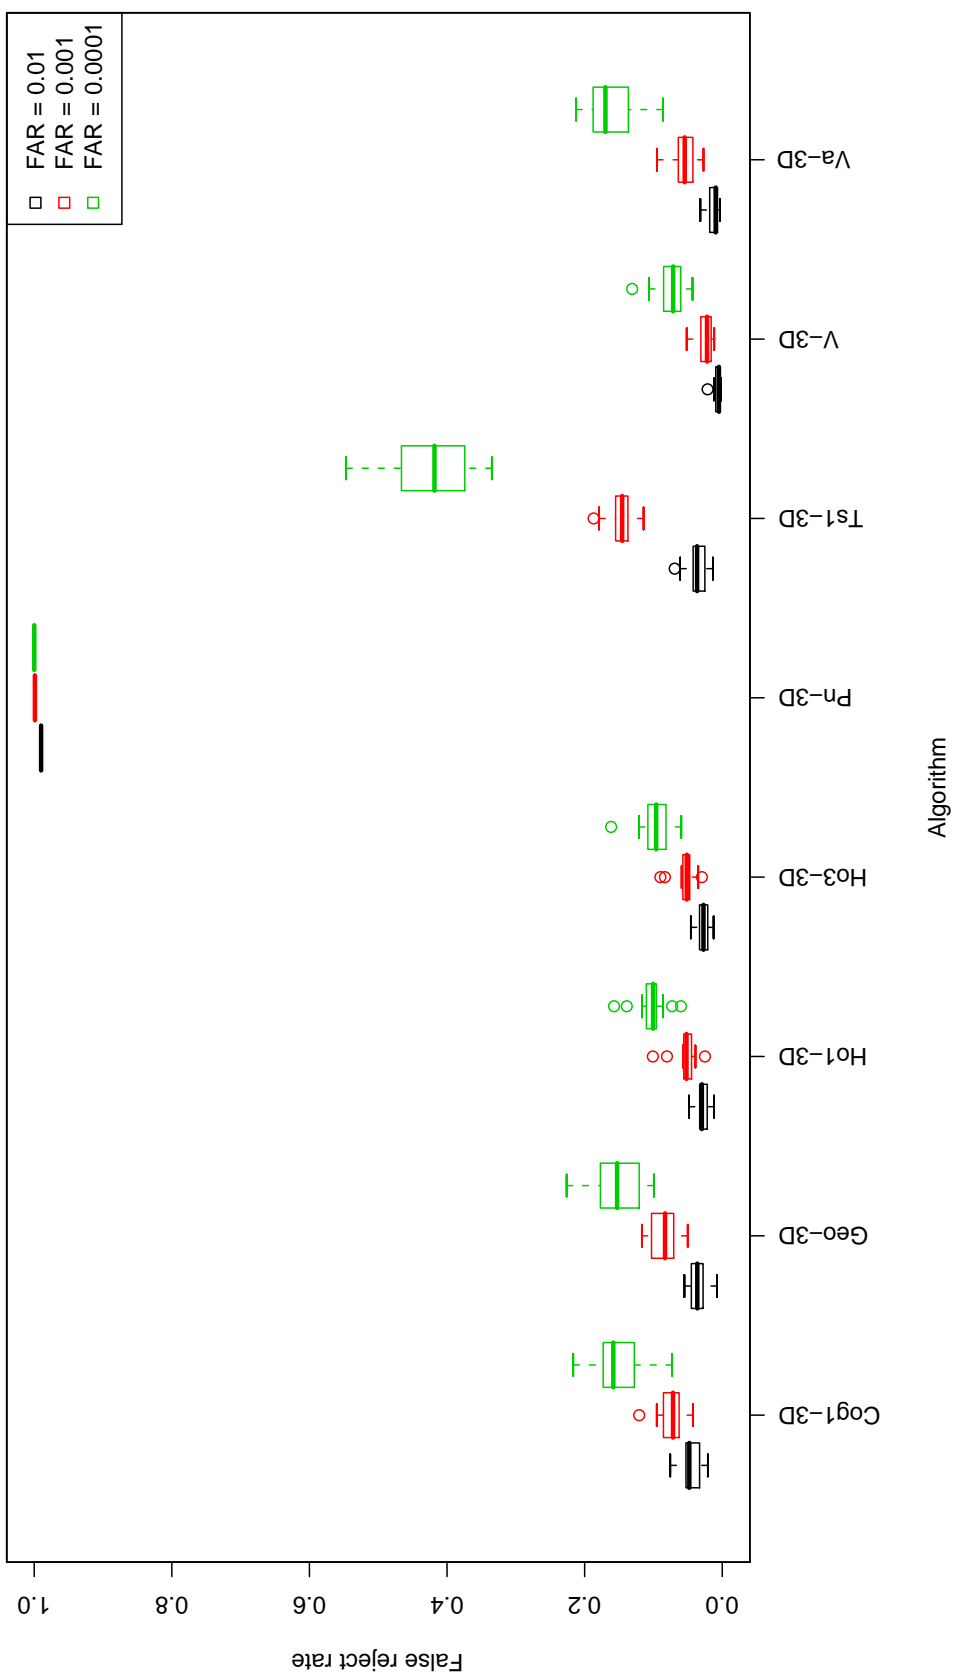 FAR = 0.01
FAR = 0.001
FAR = 0.0001
Va−3D
V−3D
Ts1−3D
Pn−3D
Ho3−3D
Ho1−3D
Geo−3D
Cog1−3D
Algorithm
1.0
0.8
0.6
0.4
0.2
0.0
False reject rate